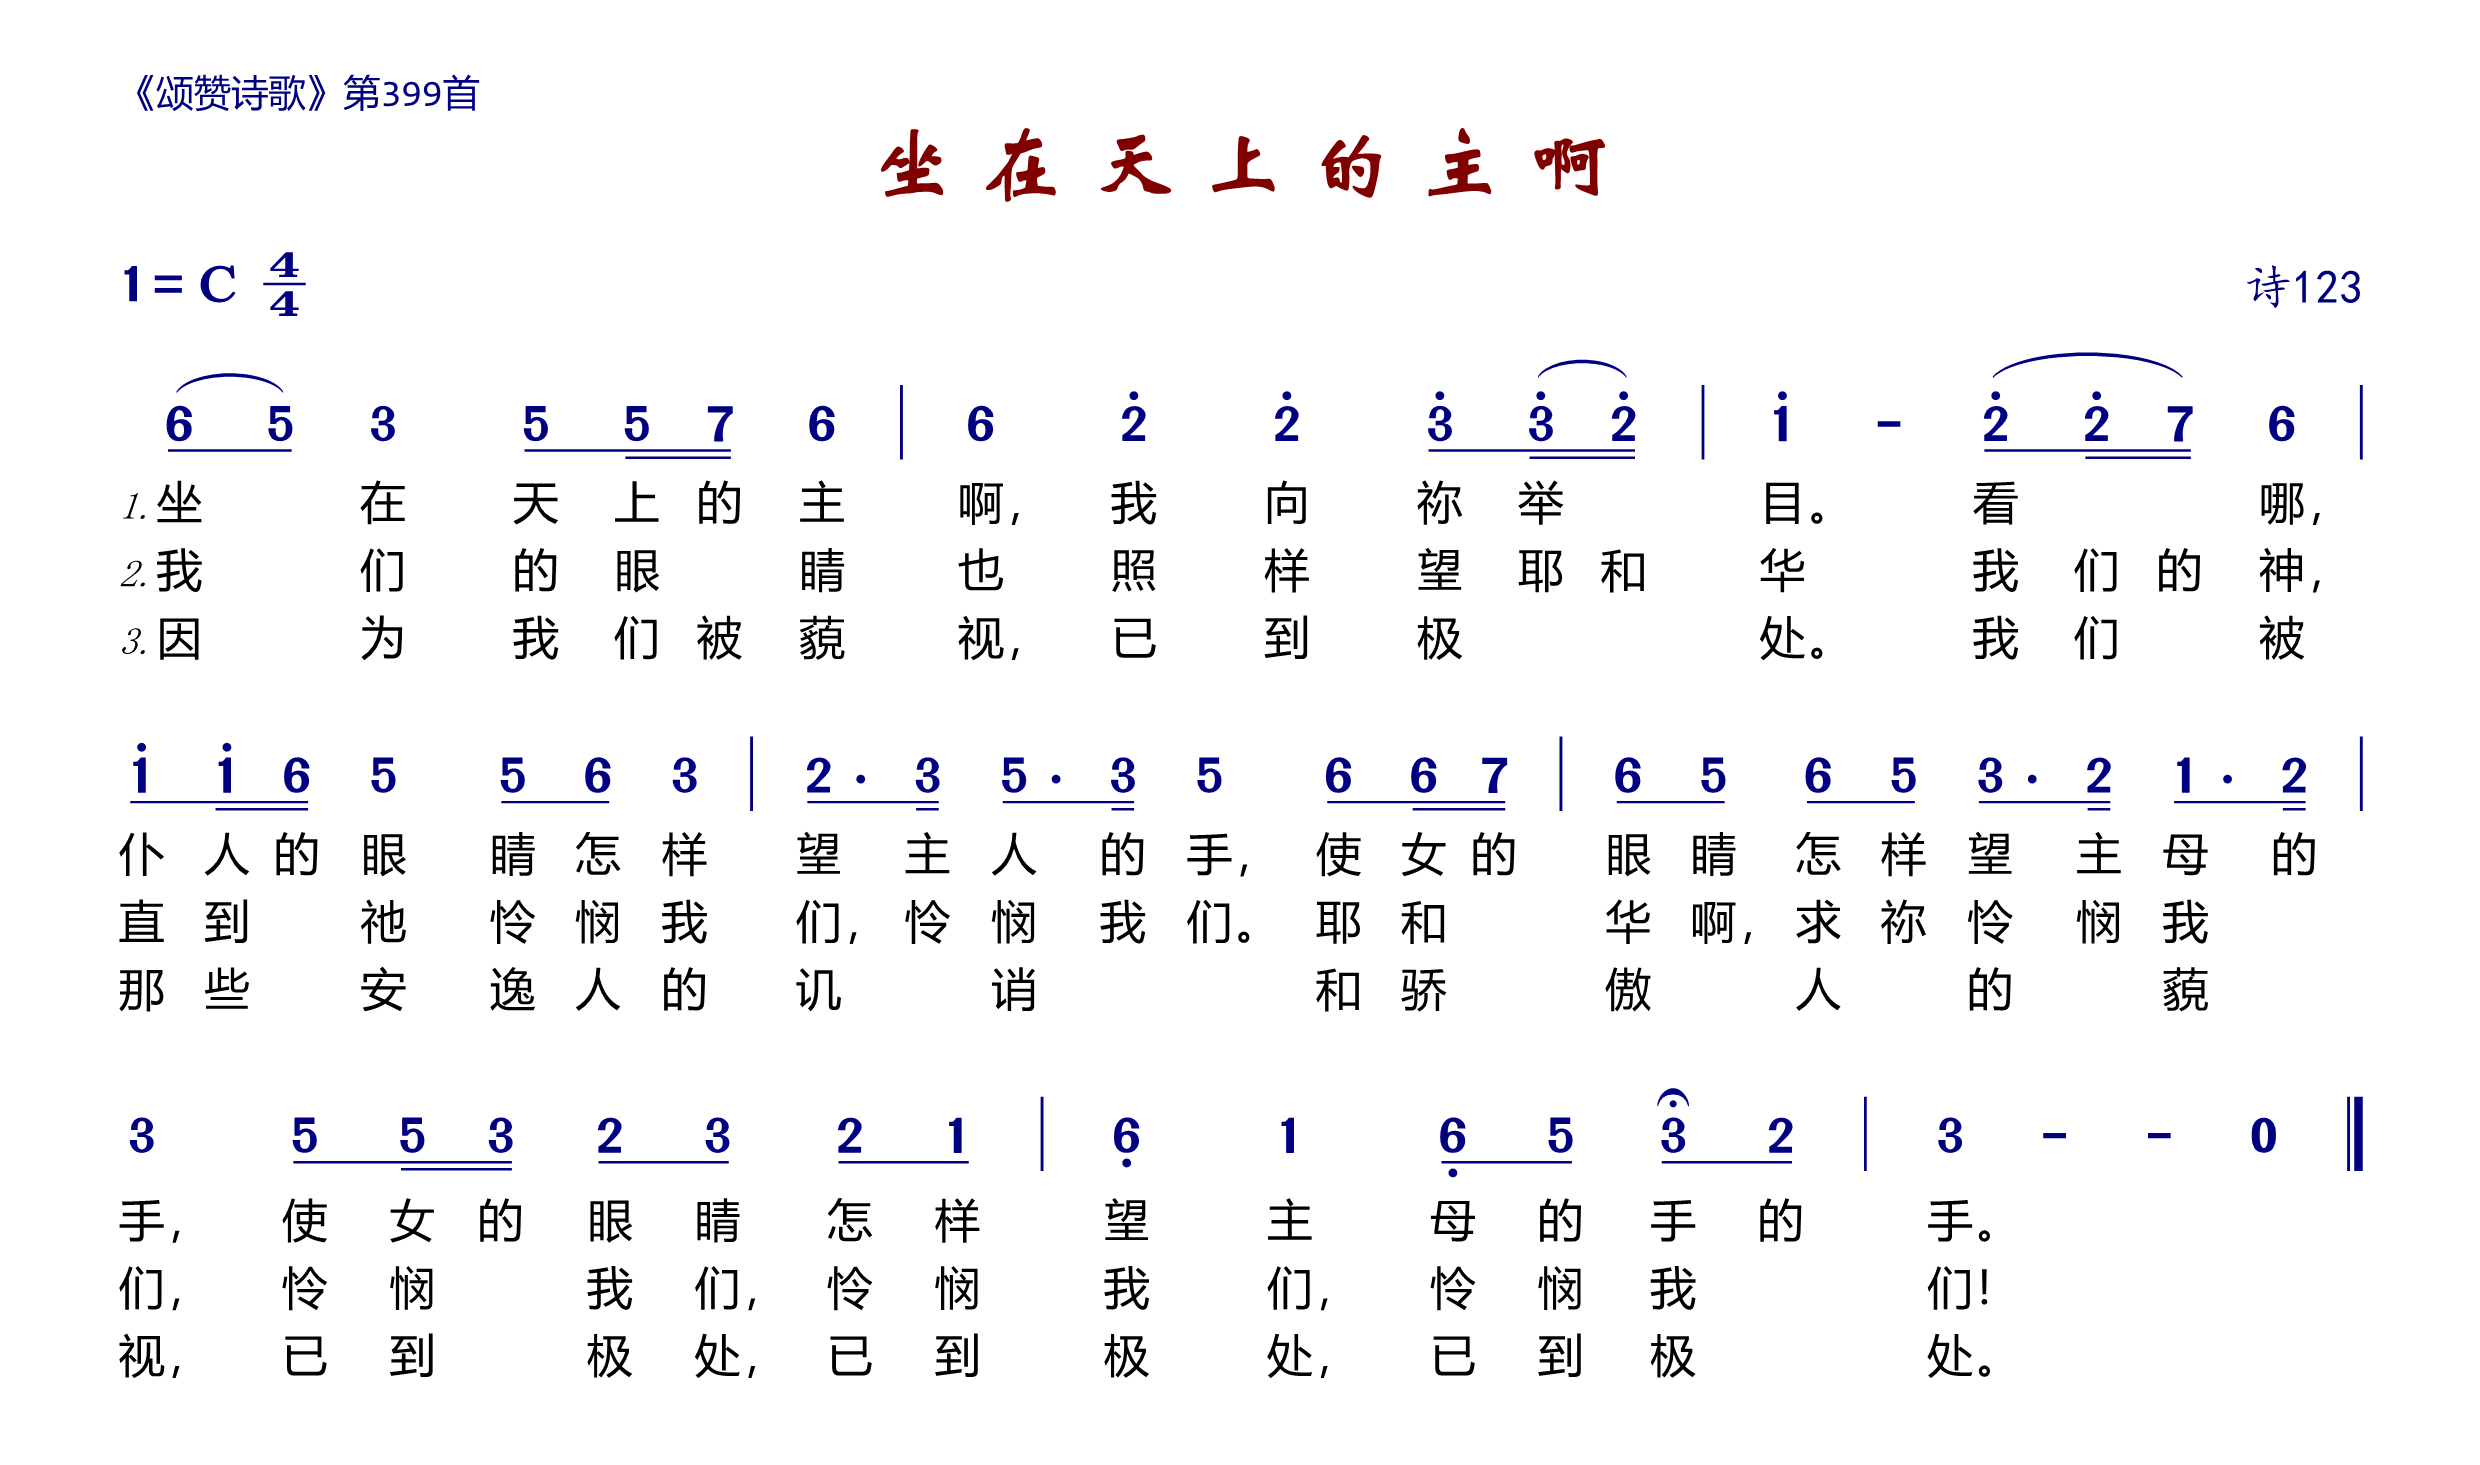 《颂赞诗歌》第399首
坐在天上的主啊
1=C 4/4
诗123
6 5 3 5 5 7 6 | 6 2̇ 2̇ 3̇ 3̇ 2̇ | 1̇ - 2̇ 2̇ 7 6 |
1.坐在天上的主啊,我向祢举目。看哪,
2.我们的眼睛也照样望耶和华我们的神,
3.因为我们被藐视,已到极处。我们被
1̇ 1̇ 6 5 5 6 3 | 2· 3 5· 3 5 6 6 7 | 6 5 6 5 3· 2 1· 2 |
仆人的眼睛怎样望主人的手,使女的眼睛怎样望主母的
直到祂怜悯我们,怜悯我们。耶和华啊,求祢怜悯我
那些安逸人的讥诮和骄傲人的藐
3 5 5 3 2 3 2 1 | 6̣ 1 6̣ 5 3 2 | 3 - - 0
手,使女的眼睛怎样望主母的手的手。
们,怜悯我们,怜悯我们,怜悯我们!
视,已到极处,已到极处,已到极处。